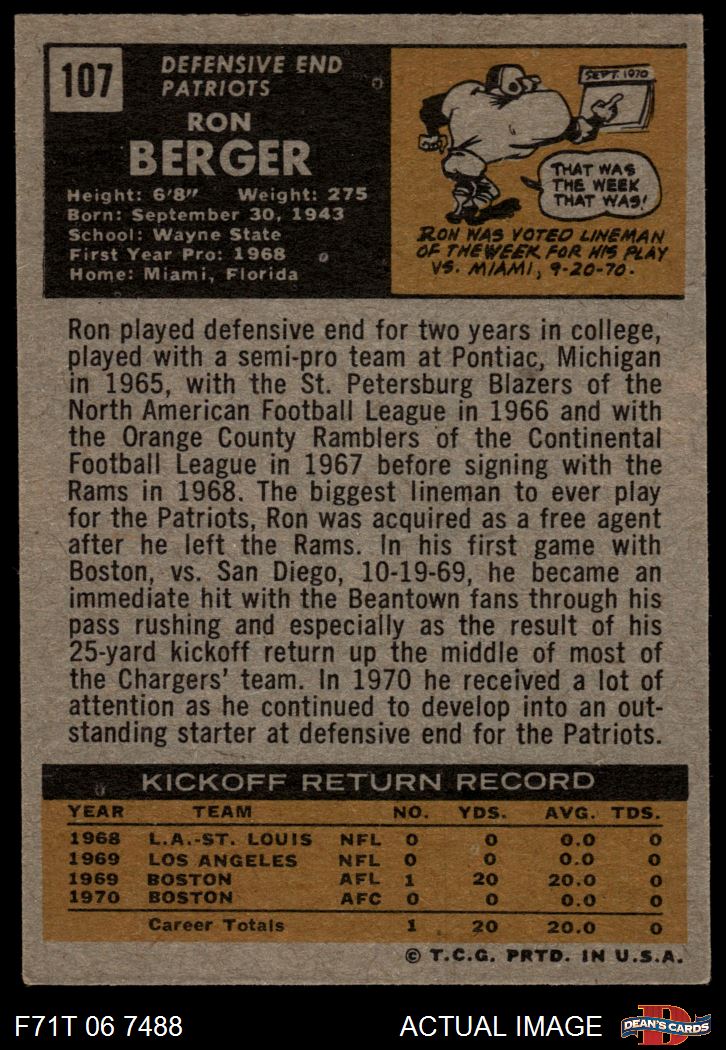 107
DEFENSIVE END
PATRIOTS
RON
BERGER
Height: 6'8" Weight: 275
Born: September 30, 1943
School: Wayne State
First Year Pro: 1968
Home: Miami, Florida
SEPT. 1970
THAT WAS
THE WEEK
THAT WAS!
RON WAS VOTED LINEMAN
OF THE WEEK FOR HIS PLAY
VS. MIAMI, 9-20-70.
Ron played defensive end for two years in college,
played with a semi-pro team at Pontiac, Michigan
in 1965, with the St. Petersburg Blazers of the
North American Football League in 1966 and with
the Orange County Ramblers of the Continental
Football League in 1967 before signing with the
Rams in 1968. The biggest lineman to ever play
for the Patriots, Ron was acquired as a free agent
after he left the Rams. In his first game with
Boston, vs. San Diego, 10-19-69, he became an
immediate hit with the Beantown fans through his
pass rushing and especially as the result of his
25-yard kickoff return up the middle of most of
the Chargers' team. In 1970 he received a lot of
attention as he continued to develop into an out-
standing starter at defensive end for the Patriots.
KICKOFF RETURN RECORD
YEAR TEAM NO. YDS. AVG. TDS.
1968 L.A.-ST. LOUIS NFL 0 0 0.0 0
1969 LOS ANGELES NFL 0 0 0.0 0
1969 BOSTON AFL 1 20 20.0 0
1970 BOSTON AFC 0 0 0.0 0
Career Totals 1 20 20.0 0
© T.C.G. PRTD. IN U.S.A.
F71T 06 7488 ACTUAL IMAGE
D
DEAN'S CARDS